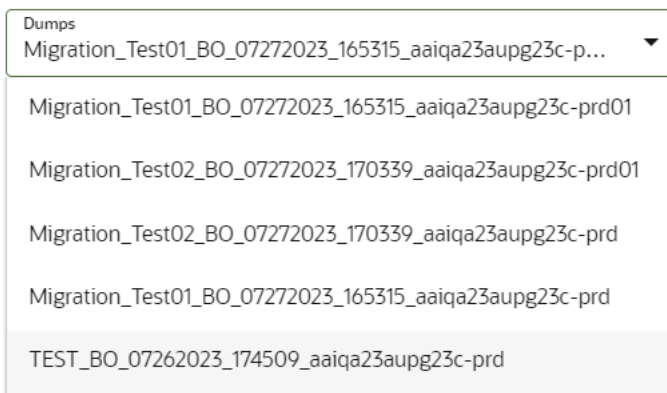 Dumps
Migration_Test01_BO_07272023_165315_aaiqa23aupg23c-p...
Migration_Test01_BO_07272023_165315_aaiqa23aupg23c-prd01
Migration_Test02_BO_07272023_170339_aaiqa23aupg23c-prd01
Migration_Test02_BO_07272023_170339_aaiqa23aupg23c-prd
Migration_Test01_BO_07272023_165315_aaiqa23aupg23c-prd
TEST_BO_07262023_174509_aaiqa23aupg23c-prd